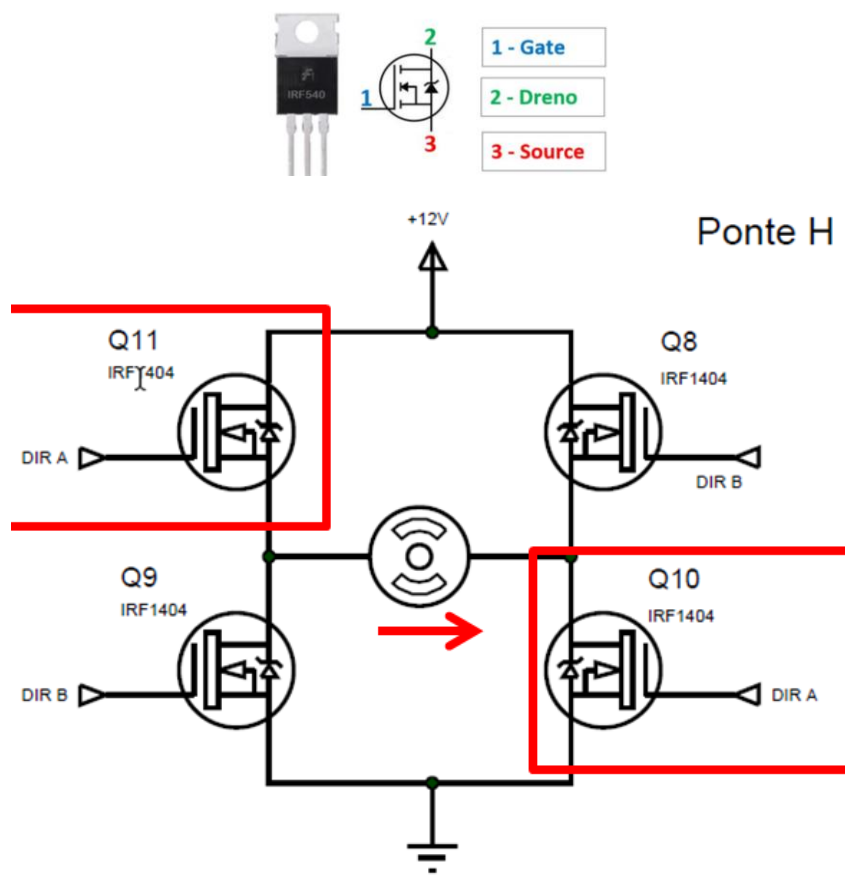 2
1 - Gate
IRF540
1
2 - Dreno
3
3 - Source
+12V
Ponte H
Q11
IRF1404
Q8
IRF1404
DIR A
DIR B
Q9
IRF1404
Q10
IRF1404
DIR B
DIR A